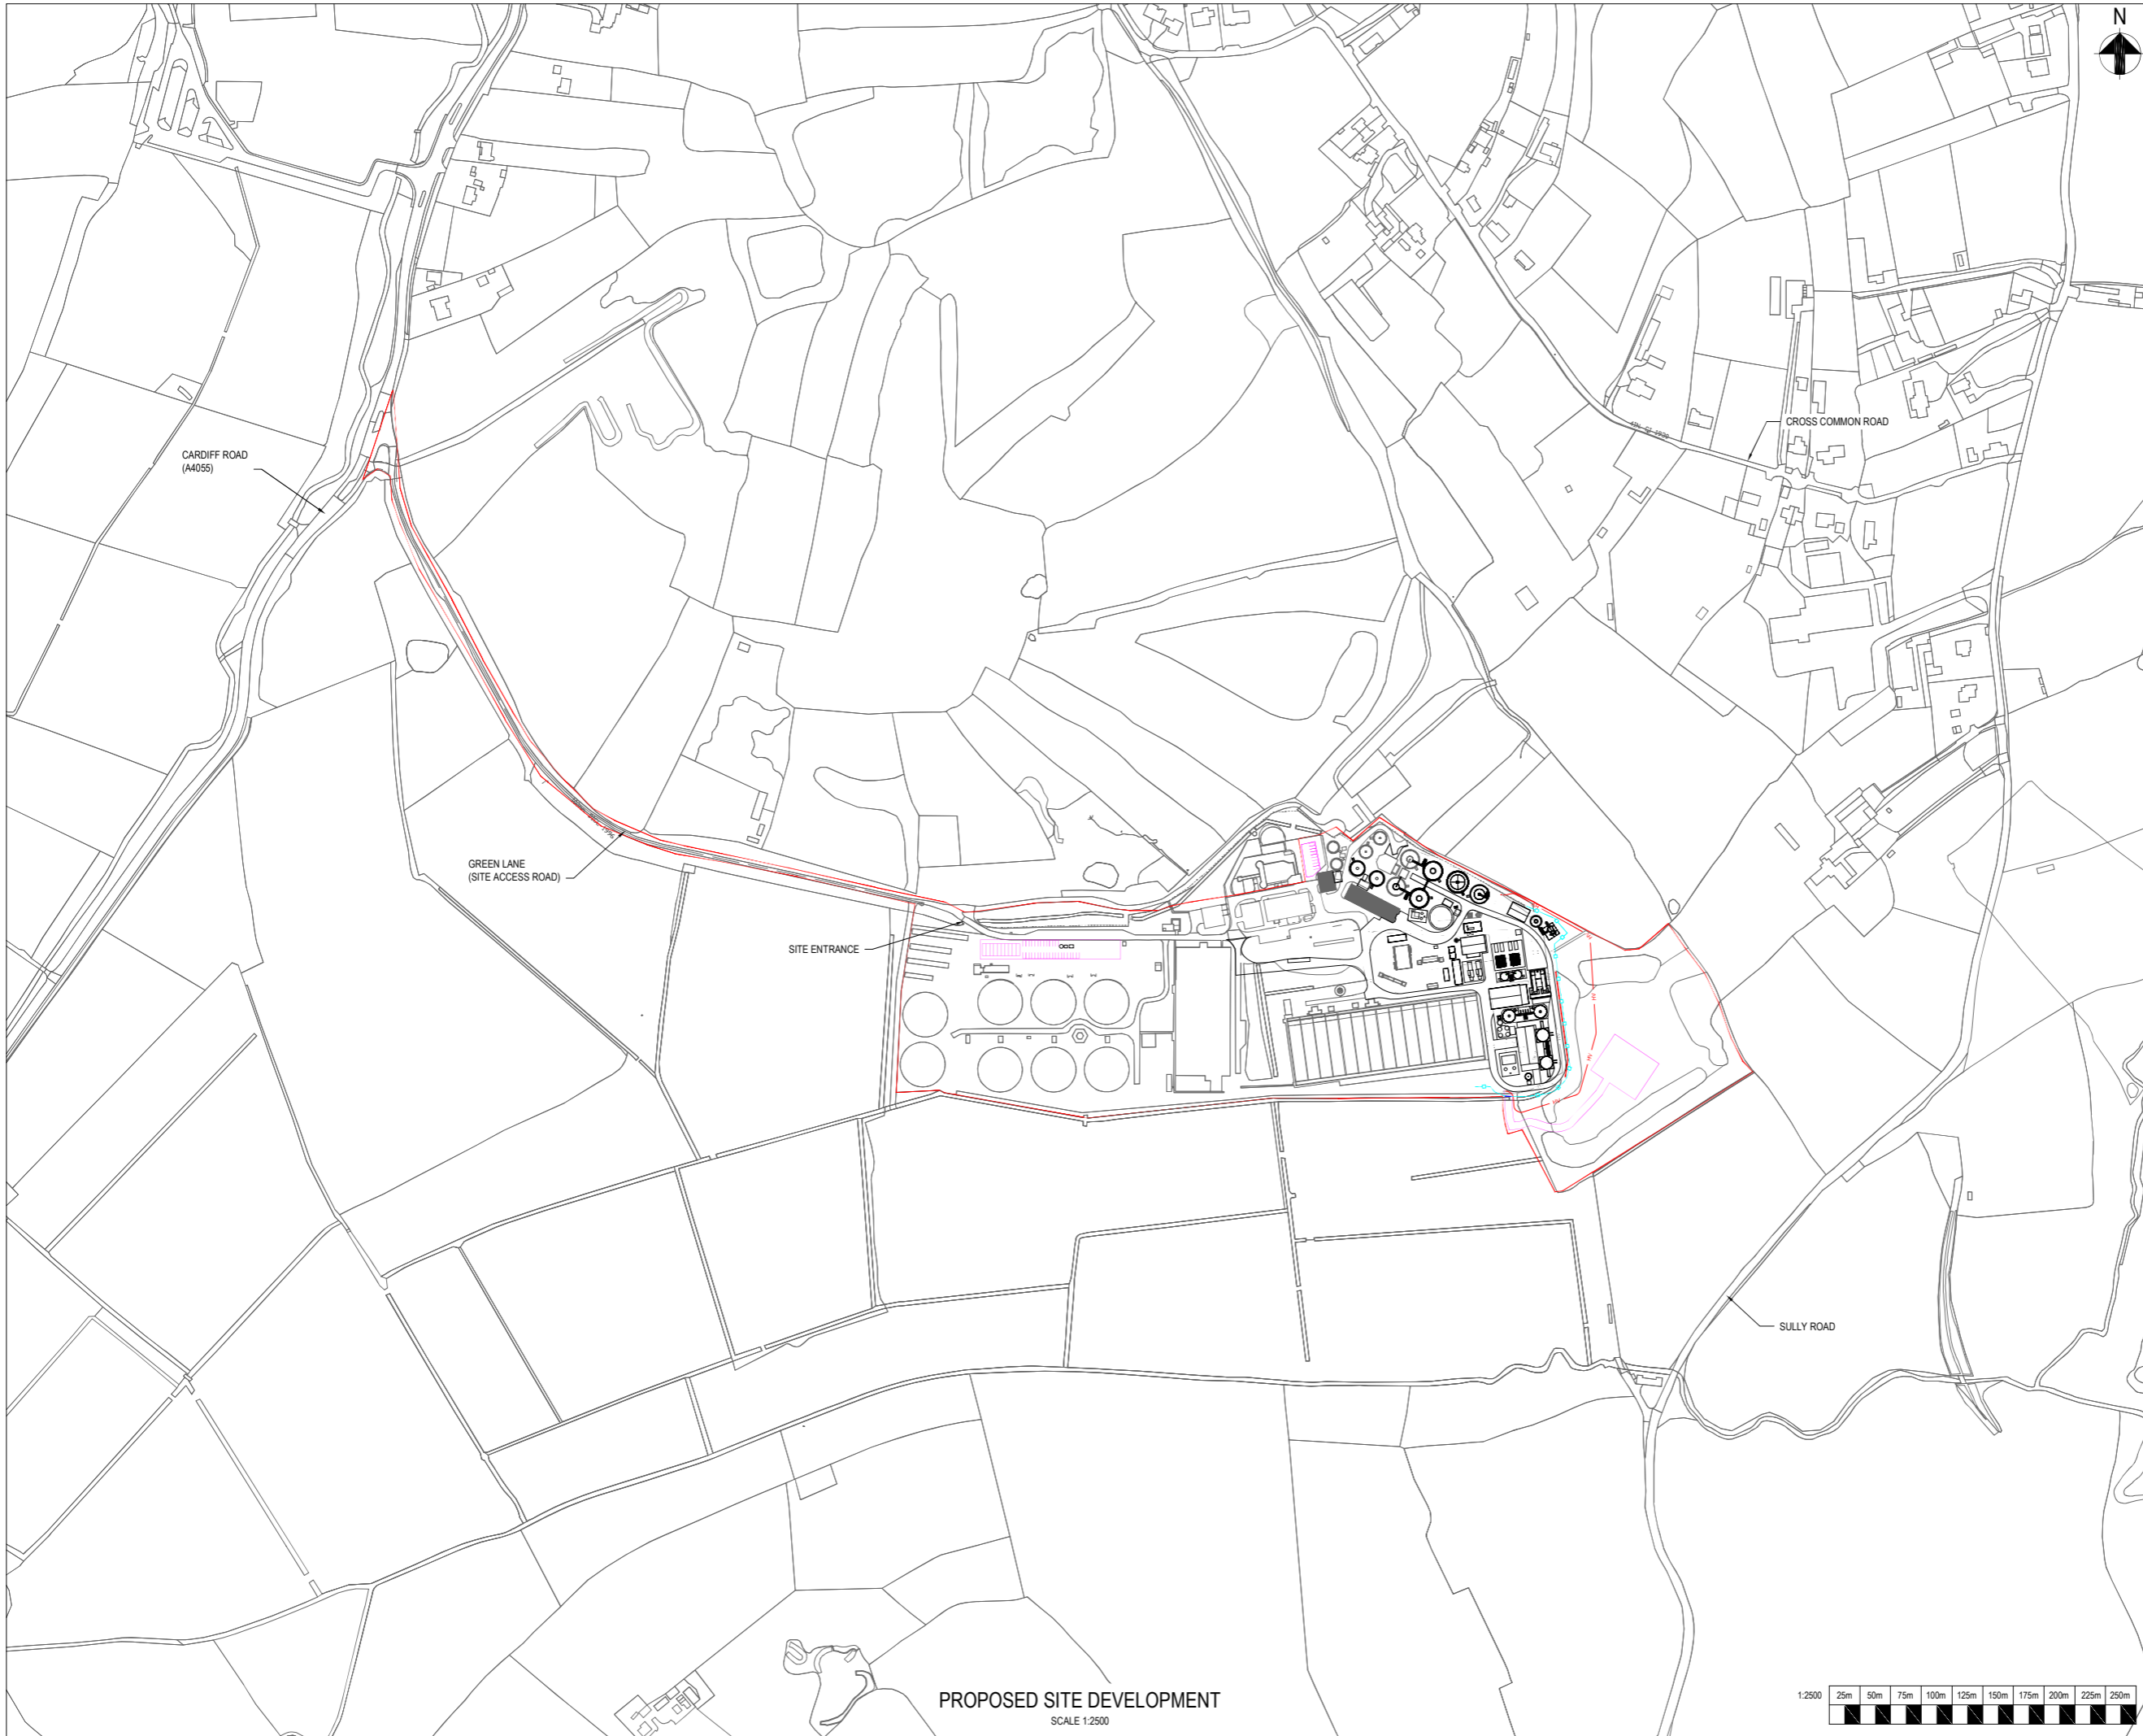 N
CROSS COMMON ROAD
CARDIFF ROAD
(A4055)
GREEN LANE
(SITE ACCESS ROAD)
SITE ENTRANCE
SULLY ROAD
PROPOSED SITE DEVELOPMENT
SCALE 1:2500
1:2500 25m 50m 75m 100m 125m 150m 175m 200m 225m 250m